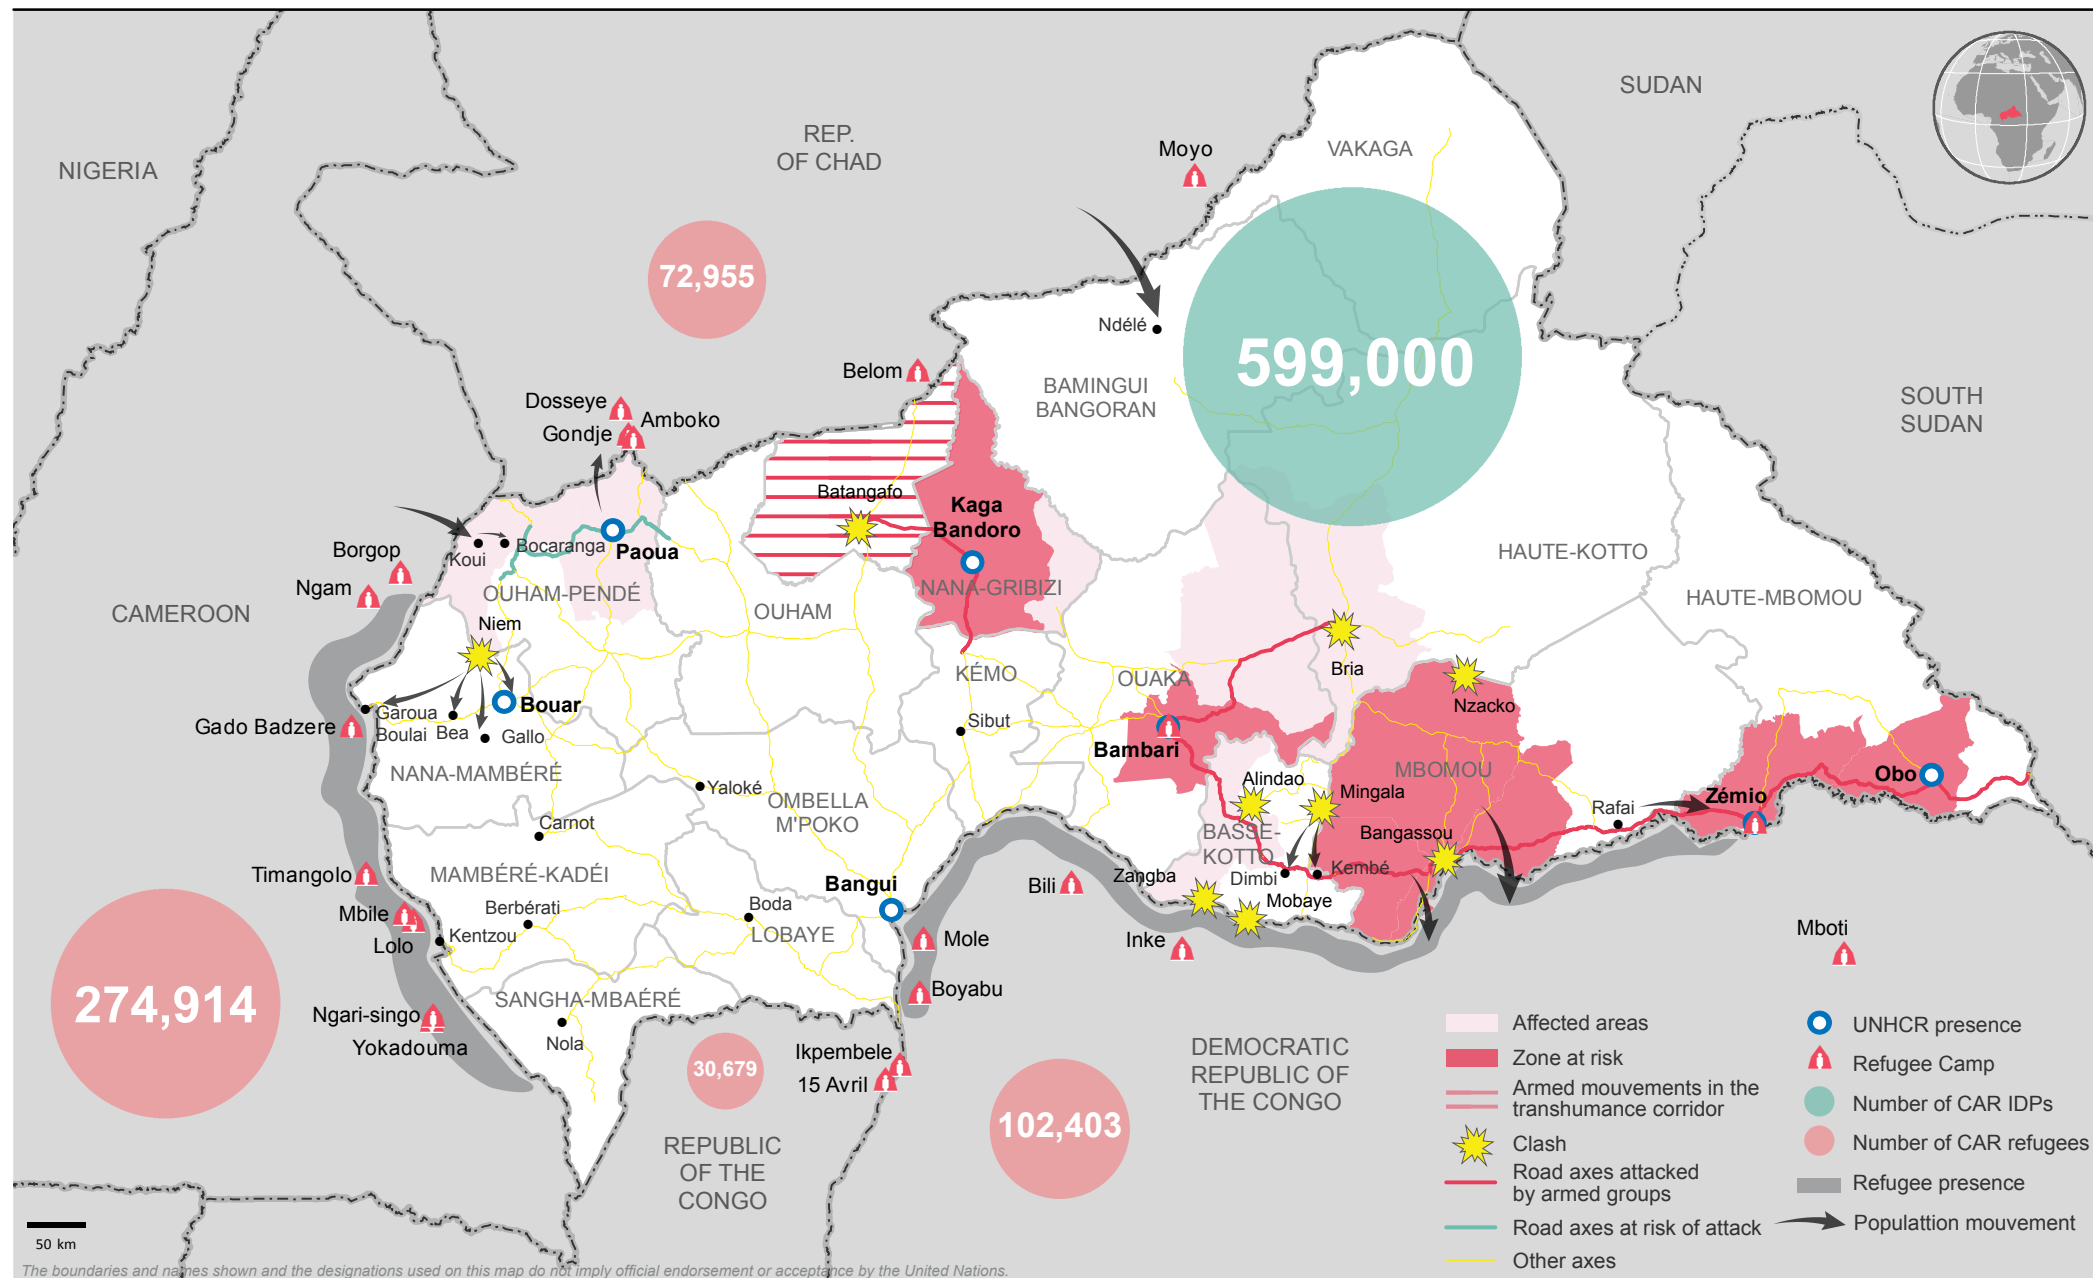 SUDAN
REP.
OF CHAD
NIGERIA
Moyo
VAKAGA
72,955
Ndélé
599,000
Belom
BAMINGUI
BANGORAN
SOUTH
SUDAN
Dosseye
Amboko
Gondje
Batangafo
Kaga
Bandoro
Borgop
Koui
Bocaranga
Paoua
HAUTE-KOTTO
Ngam
OUHAM-PENDÉ
NANA-GRIBIZI
HAUTE-MBOMOU
CAMEROON
OUHAM
Niem
KÉMO
OUAKA
Bria
Bouar
Nzacko
Gado Badzere
Garoua
Boulai
Bea
Gallo
Sibut
Bambari
NANA-MAMBÉRÉ
MBOMOU
Obo
Alindao
Mingala
Yaloké
OMBELLA
M'POKO
Rafai
Zémio
Carnot
BASSE-
KOTTO
Bangassou
Timangolo
MAMBÉRÉ-KADÉI
Bangui
Bili
Zangba
Dimbi
Kembé
Mbile
Berbérati
Boda
Mobaye
Lolo
Kentzou
LOBAYE
Mole
Inke
Mboti
274,914
SANGHA-MBAÉRÉ
Boyabu
Ngari-singo
Yokadouma
Nola
30,679
Ikpembele
15 Avril
102,403
DEMOCRATIC
REPUBLIC OF
THE CONGO
REPUBLIC
OF THE
CONGO
Affected areas
Zone at risk
Armed mouvements in the
transhumance corridor
Clash
Road axes attacked
by armed groups
Road axes at risk of attack
Other axes
UNHCR presence
Refugee Camp
Number of CAR IDPs
Number of CAR refugees
Refugee presence
Populattion mouvement
50 km
The boundaries and names shown and the designations used on this map do not imply official endorsement or acceptance by the United Nations.